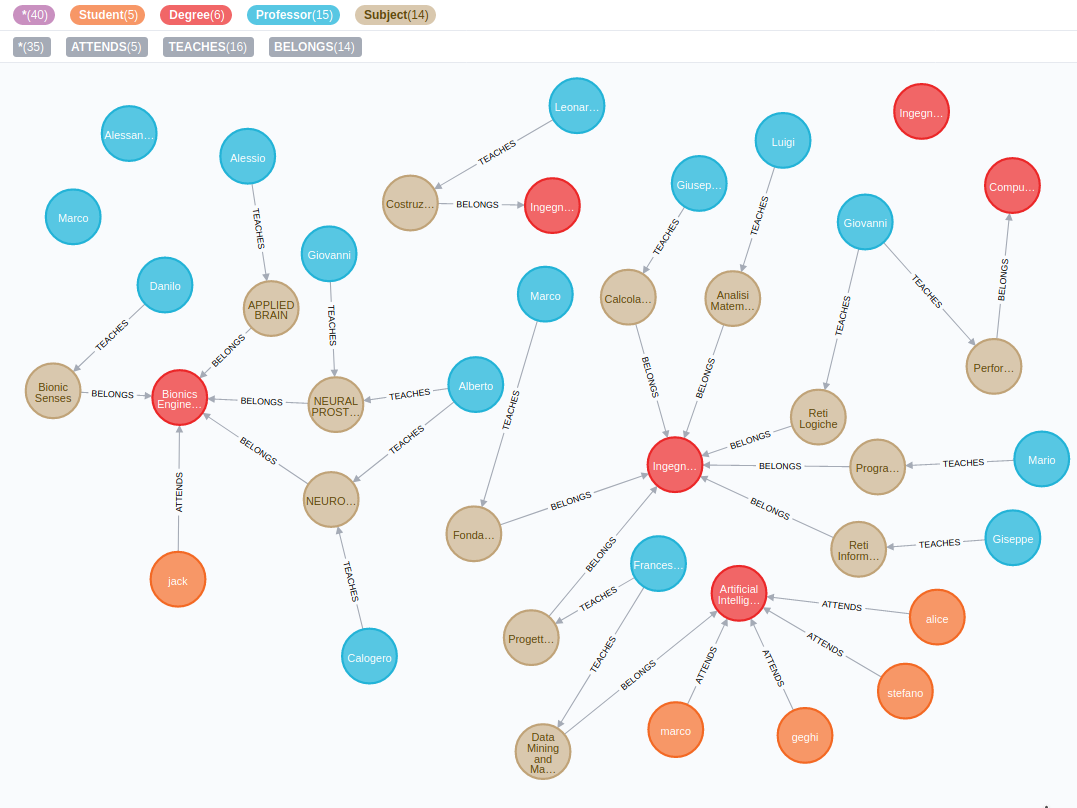 *(40) Student(5) Degree(6) Professor(15) Subject(14)
*(35) ATTENDS(5) TEACHES(16) BELONGS(14)
Leonar...
Ingegn...
Alessan...
Luigi
Alessio
TEACHES
Giusep...
Compu...
Costruz...
BELONGS
Ingegn...
Marco
TEACHES
TEACHES
TEACHES
Giovanni
Giovanni
Danilo
Marco
Calcola...
Analisi
Matem...
TEACHES
BELONGS
APPLIED
BRAIN
TEACHES
TEACHES
TEACHES
BELONGS
Perfor...
Bionic
Senses
BELONGS
Bionics
Engine...
BELONGS
NEURAL
PROST...
TEACHES
Alberto
BELONGS
BELONGS
TEACHES
Reti
Logiche
BELONGS
TEACHES
BELONGS
Ingegn...
BELONGS
Progra...
TEACHES
Mario
ATTENDS
NEURO...
BELONGS
BELONGS
Fonda...
Reti
Inform...
TEACHES
Giseppe
BELONGS
Frances...
jack
TEACHES
TEACHES
Artificial
Intellig...
ATTENDS
alice
Progett...
TEACHES
BELONGS
ATTENDS
ATTENDS
ATTENDS
Calogero
stefano
marco
geghi
Data
Mining
and
Ma...